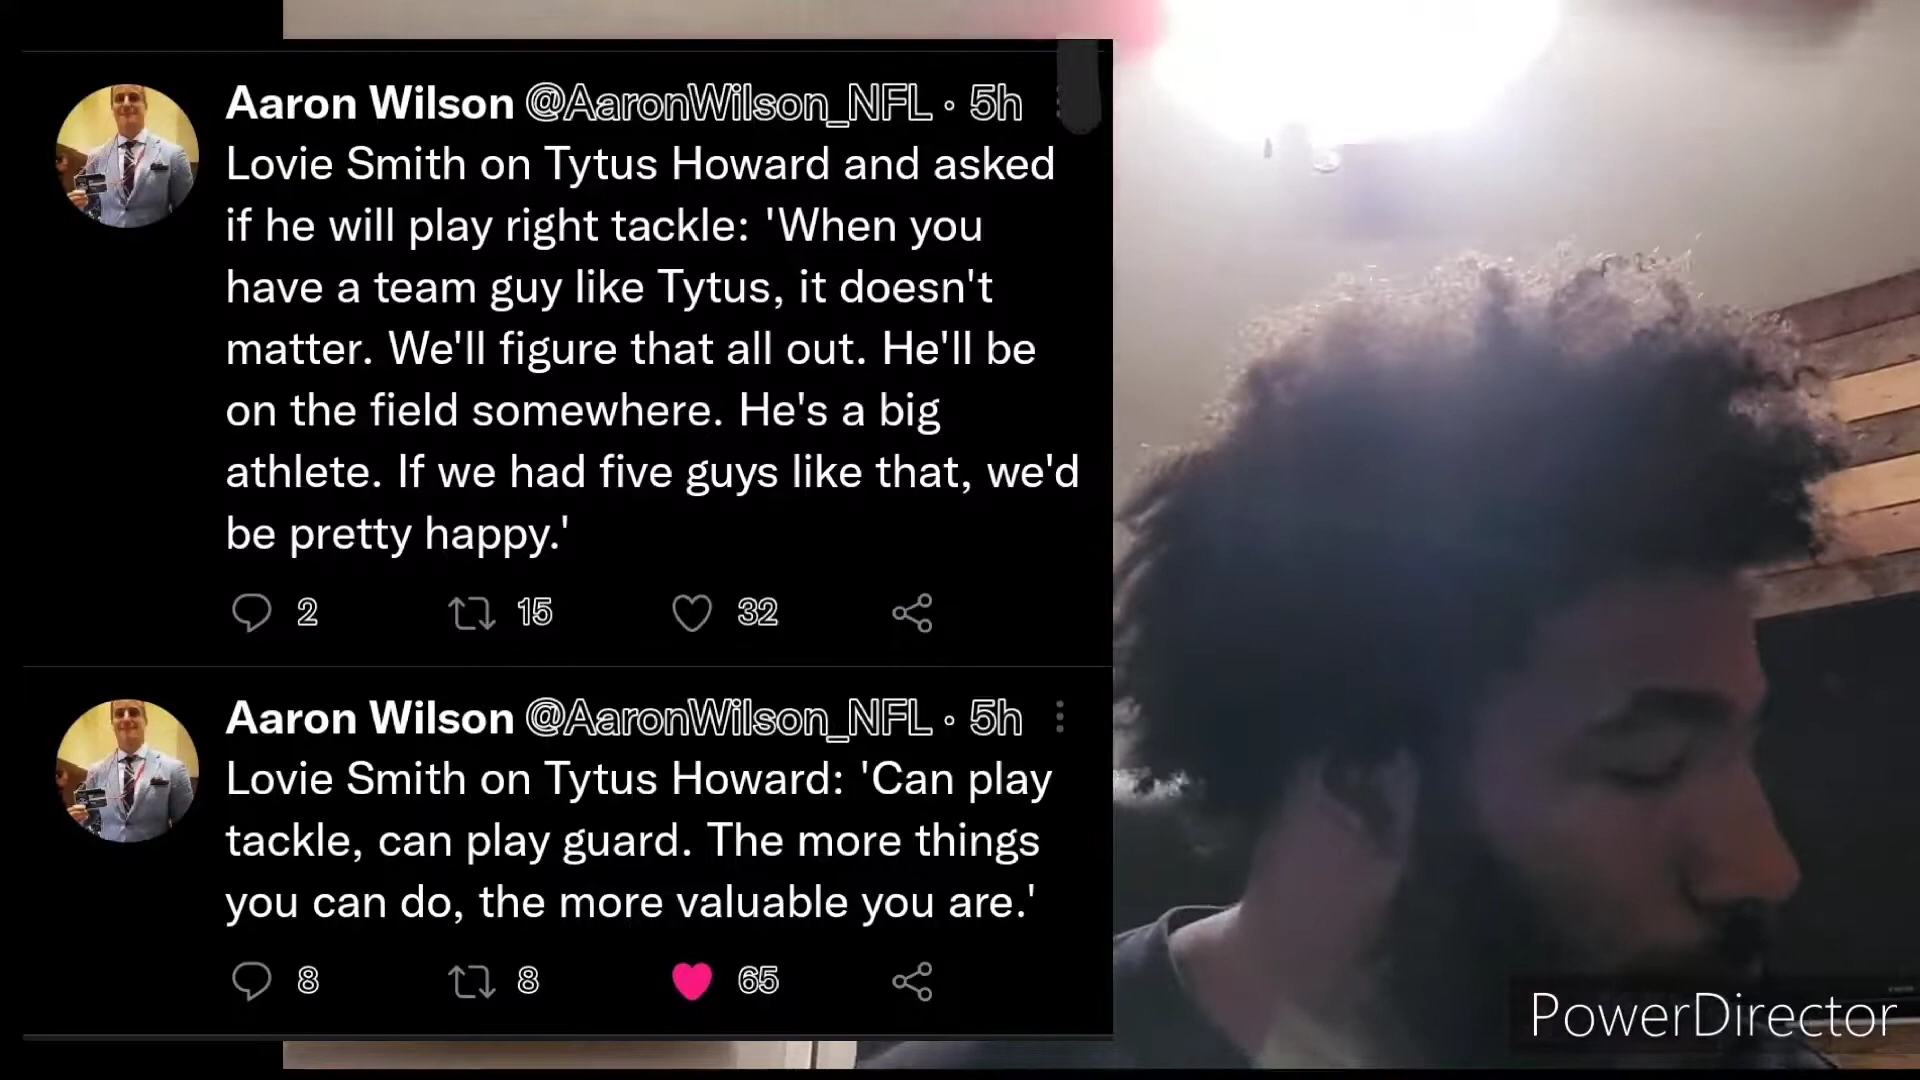 Aaron Wilson @AaronWilson_NFL · 5h
Lovie Smith on Tytus Howard and asked
if he will play right tackle: 'When you
have a team guy like Tytus, it doesn't
matter. We'll figure that all out. He'll be
on the field somewhere. He's a big
athlete. If we had five guys like that, we'd
be pretty happy.'
2 15 32
Aaron Wilson @AaronWilson_NFL · 5h
Lovie Smith on Tytus Howard: 'Can play
tackle, can play guard. The more things
you can do, the more valuable you are.'
8 8 65
PowerDirector